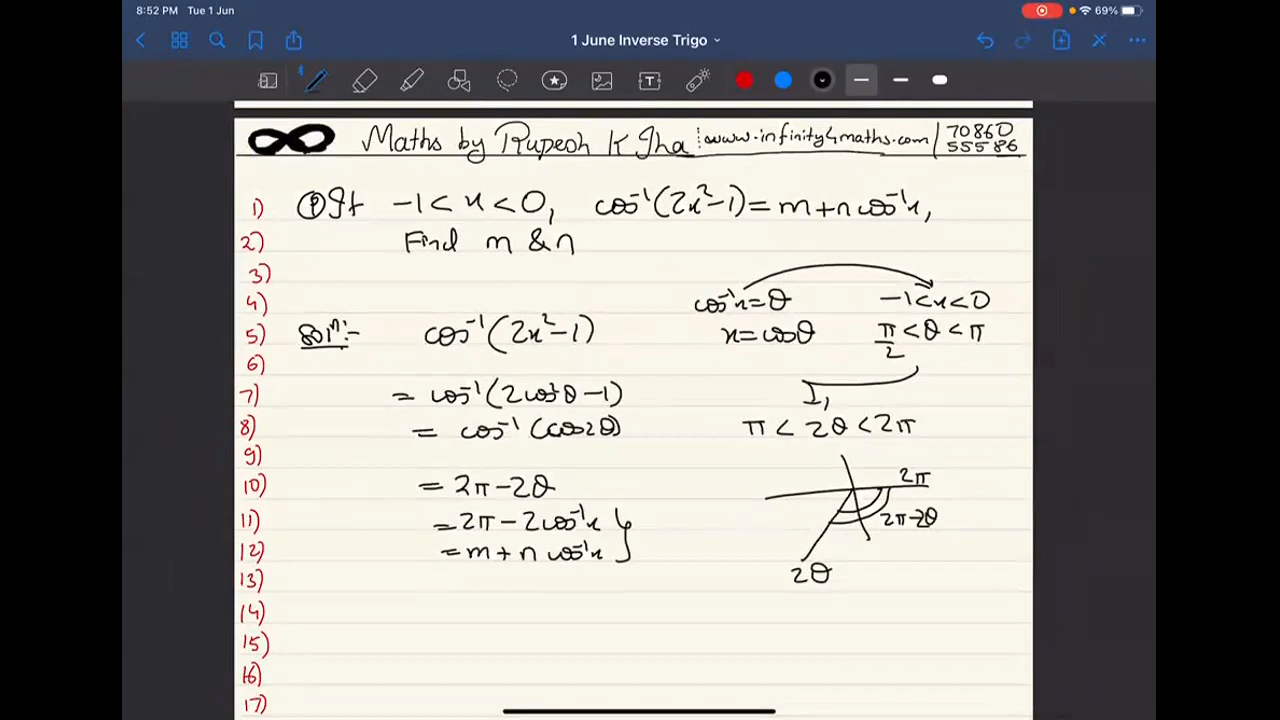 8:52 PM Tue 1 Jun
69%
1 June Inverse Trigo
Maths by Rupesh K Jha www.infinity4maths.com / 70860 55586
1) ① If -1 < x < 0, cos⁻¹(2x²-1) = m + n cos⁻¹x,
2) Find m & n
3)
4) cos⁻¹x = θ -1 < x < 0
5) Solⁿ:- cos⁻¹(2x²-1) x = cosθ π/2 < θ < π
6)
7) = cos⁻¹(2cos²θ - 1)
8) = cos⁻¹(cos2θ) π < 2θ < 2π
9)
10) = 2π - 2θ 2π
11) = 2π - 2cos⁻¹x 2π-2θ
12) = m + n cos⁻¹x
13) 2θ
14)
15)
16)
17)